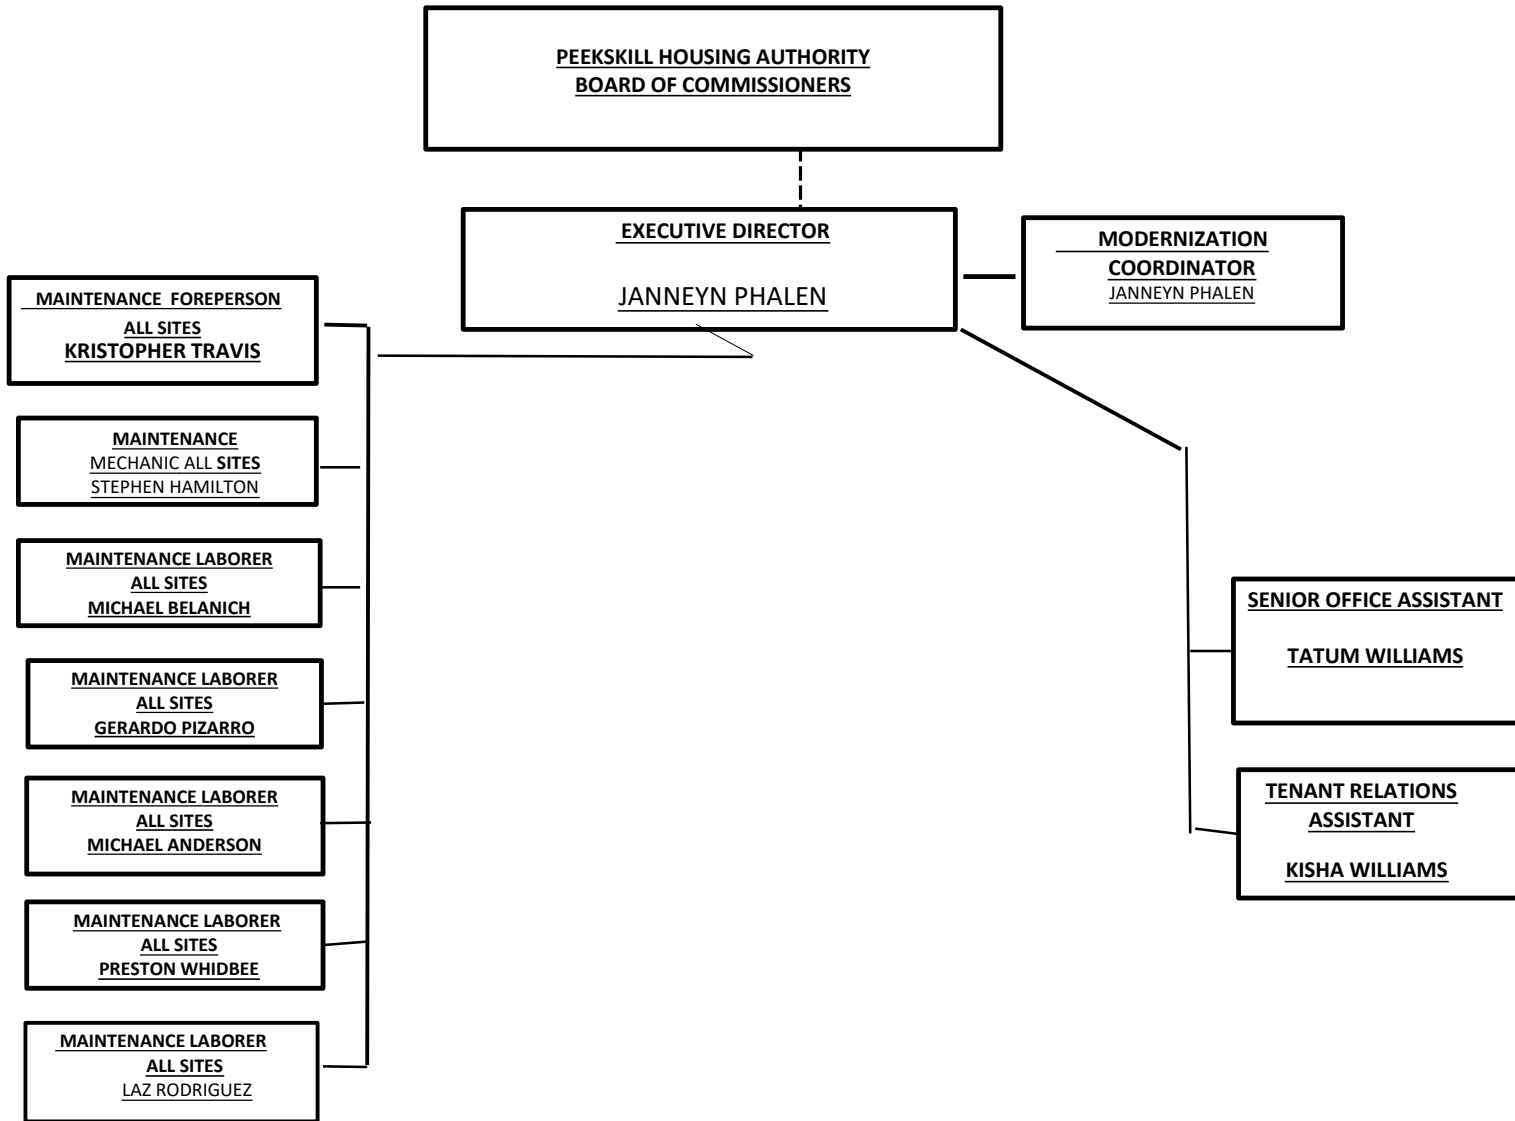 PEEKSKILL HOUSING AUTHORITY
BOARD OF COMMISSIONERS
EXECUTIVE DIRECTOR
JANNEYN PHALEN
MODERNIZATION
COORDINATOR
JANNEYN PHALEN
MAINTENANCE FOREPERSON
ALL SITES
KRISTOPHER TRAVIS
MAINTENANCE
MECHANIC ALL SITES
STEPHEN HAMILTON
MAINTENANCE LABORER
ALL SITES
MICHAEL BELANICH
MAINTENANCE LABORER
ALL SITES
GERARDO PIZARRO
MAINTENANCE LABORER
ALL SITES
MICHAEL ANDERSON
MAINTENANCE LABORER
ALL SITES
PRESTON WHIDBEE
MAINTENANCE LABORER
ALL SITES
LAZ RODRIGUEZ
SENIOR OFFICE ASSISTANT
TATUM WILLIAMS
TENANT RELATIONS
ASSISTANT
KISHA WILLIAMS